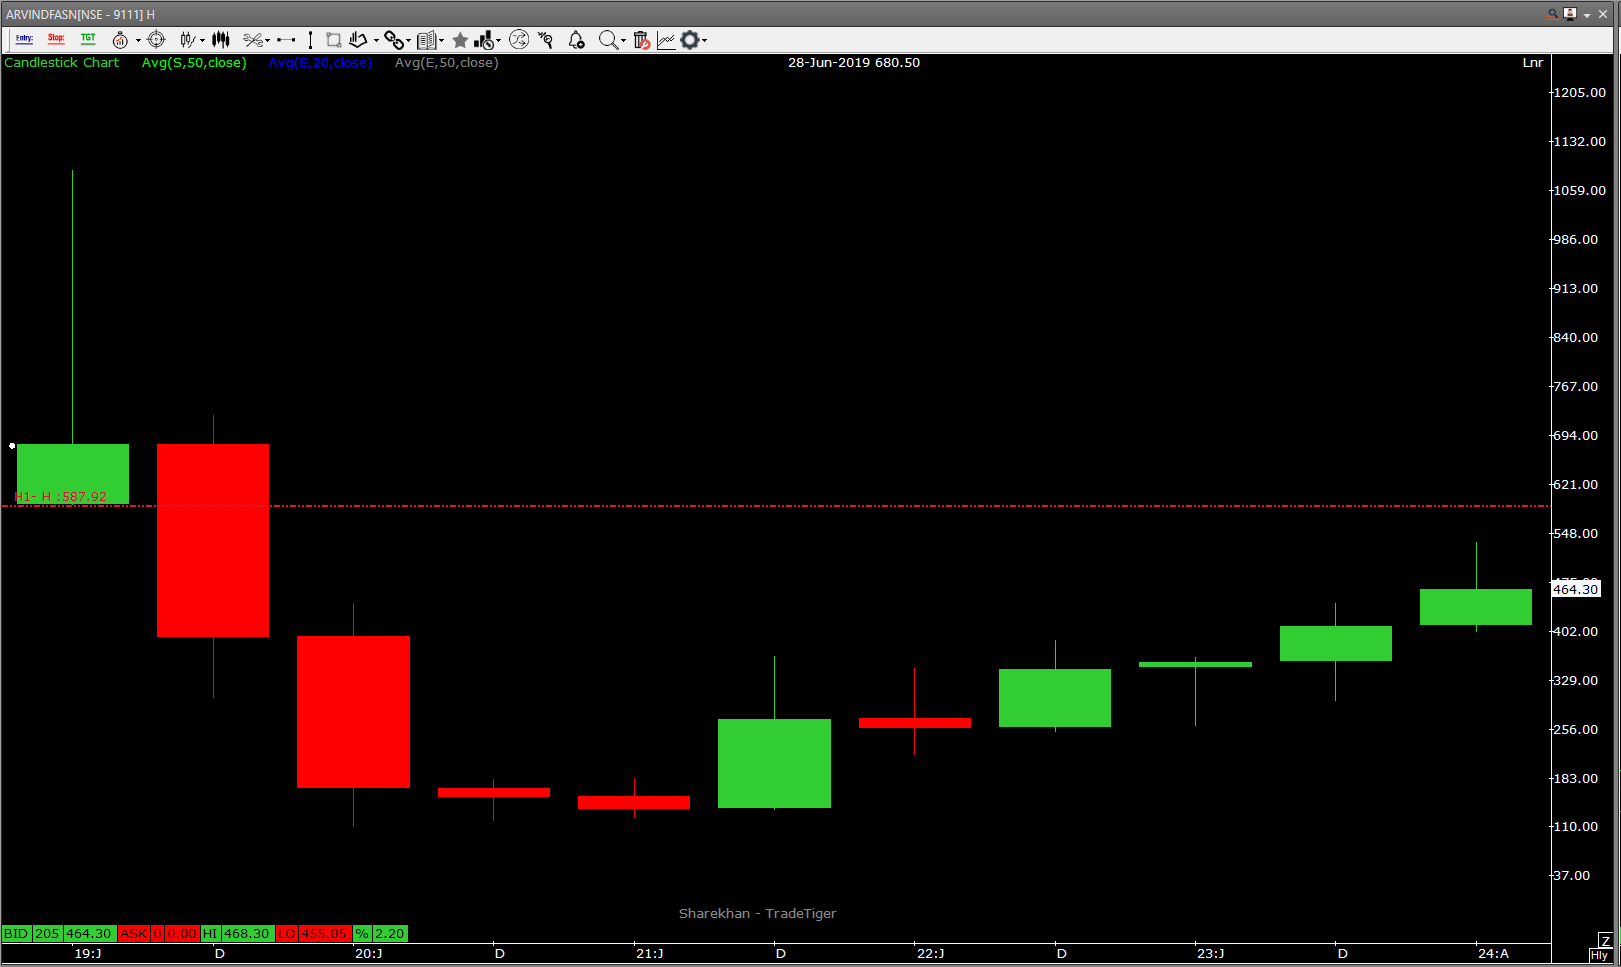 ARVINDFASN[NSE - 9111] H
Entry: Stop: TGT
Candlestick Chart Avg(S,50,close) Avg(E,20,close) Avg(E,50,close) 28-Jun-2019 680.50 Lnr
1205.00
1132.00
1059.00
986.00
913.00
840.00
767.00
694.00
H1- H :587.92
621.00
548.00
464.30
402.00
329.00
256.00
183.00
110.00
37.00
Sharekhan - TradeTiger
BID 205 464.30 ASK 0 0.00 HI 468.30 LO 455.05 % 2.20
Z
19:J D 20:J D 21:J D 22:J D 23:J D 24:A Hly